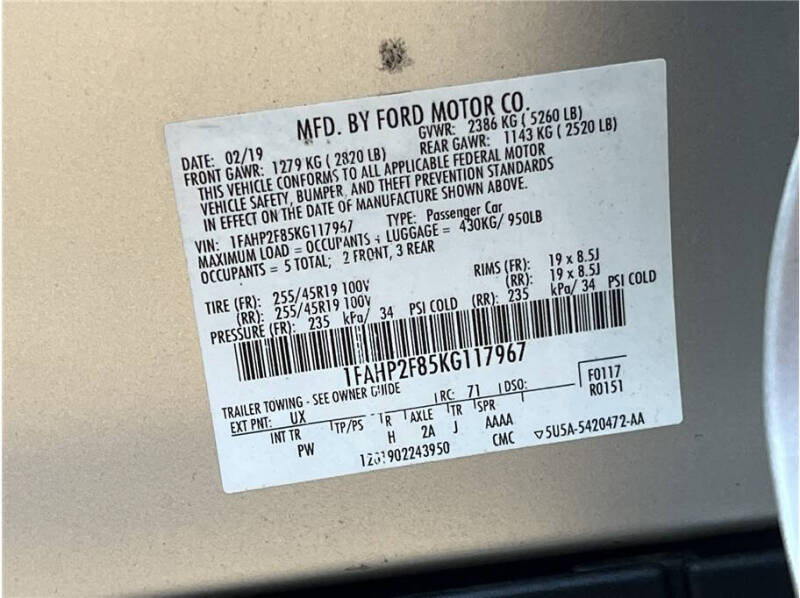 MFD. BY FORD MOTOR CO.
DATE: 02/19 GVWR: 2386 KG ( 5260 LB)
FRONT GAWR: 1279 KG ( 2820 LB) REAR GAWR: 1143 KG ( 2520 LB)
THIS VEHICLE CONFORMS TO ALL APPLICABLE FEDERAL MOTOR
VEHICLE SAFETY, BUMPER, AND THEFT PREVENTION STANDARDS
IN EFFECT ON THE DATE OF MANUFACTURE SHOWN ABOVE.
VIN: 1FAHP2F85KG117967 TYPE: Passenger Car
MAXIMUM LOAD = OCCUPANTS + LUGGAGE = 430KG/ 950LB
OCCUPANTS = 5 TOTAL; 2 FRONT, 3 REAR
TIRE (FR): 255/45R19 100V RIMS (FR): 19 x 8.5J
(RR): 255/45R19 100V (RR): 19 x 8.5J
PRESSURE (FR): 235 kPa/ 34 PSI COLD (RR): 235 kPa/ 34 PSI COLD
1FAHP2F85KG117967
TRAILER TOWING - SEE OWNER GUIDE
EXT PNT: UX RC: 71 DSO: F0117
INT TR TP/PS R AXLE TR SPR R0151
PW H 2A J AAAA
1201902243950 CMC ▽5U5A-5420472-AA